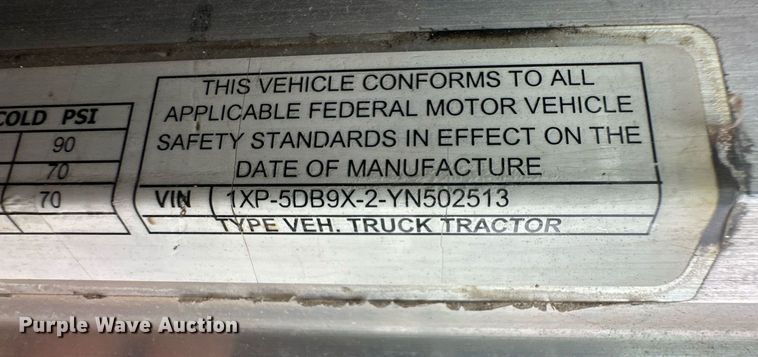 COLD PSI
90
70
70
THIS VEHICLE CONFORMS TO ALL
APPLICABLE FEDERAL MOTOR VEHICLE
SAFETY STANDARDS IN EFFECT ON THE
DATE OF MANUFACTURE
VIN 1XP-5DB9X-2-YN502513
TYPE VEH. TRUCK TRACTOR
Purple Wave Auction